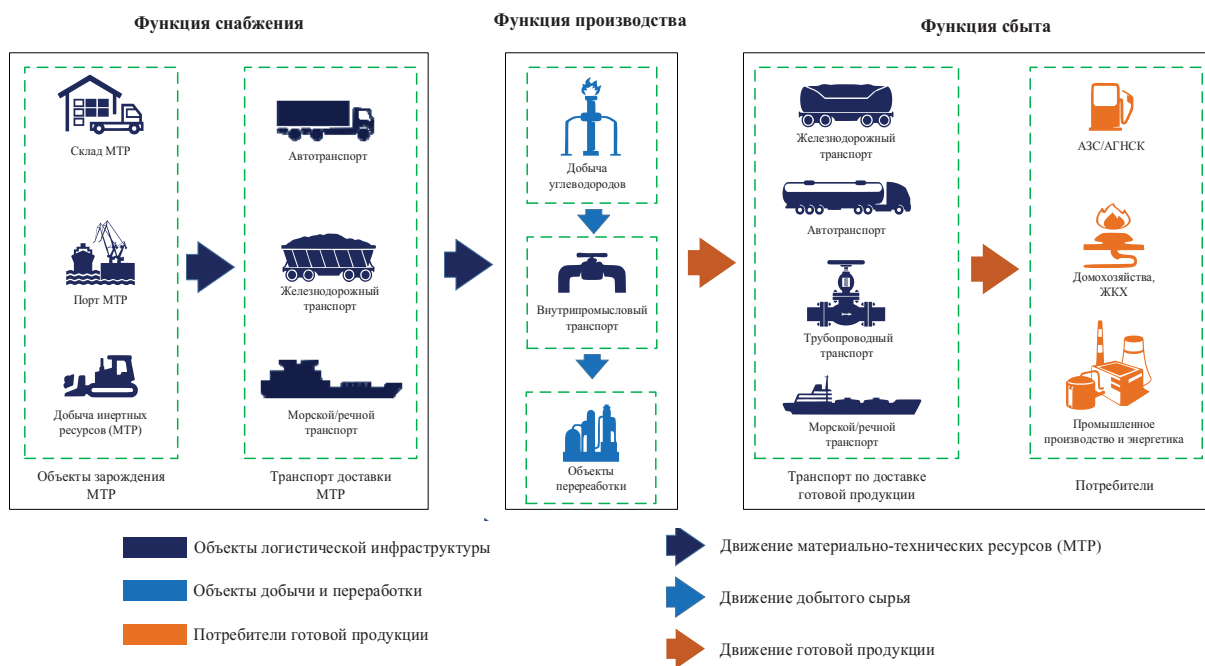 Функция снабжения
Склад МТР
Порт МТР
Добыча инертных
ресурсов (МТР)
Объекты зарождения
МТР
Автотранспорт
Железнодорожный
транспорт
Морской/речной
транспорт
Транспорт доставки
МТР
Функция производства
Добыча
углеводородов
Внутрипромысловый
транспорт
Объекты
перереаботки
Функция сбыта
Железнодорожный
транспорт
Автотранспорт
Трубопроводный
транспорт
Морской/речной
транспорт
Транспорт по доставке
готовой продукции
АЗС/АГНСК
Домохозяйства,
ЖКХ
Промышленное
производство и энергетика
Потребители
Объекты логистической инфраструктуры
Объекты добычи и переработки
Потребители готовой продукции
Движение материально-технических ресурсов (МТР)
Движение добытого сырья
Движение готовой продукции